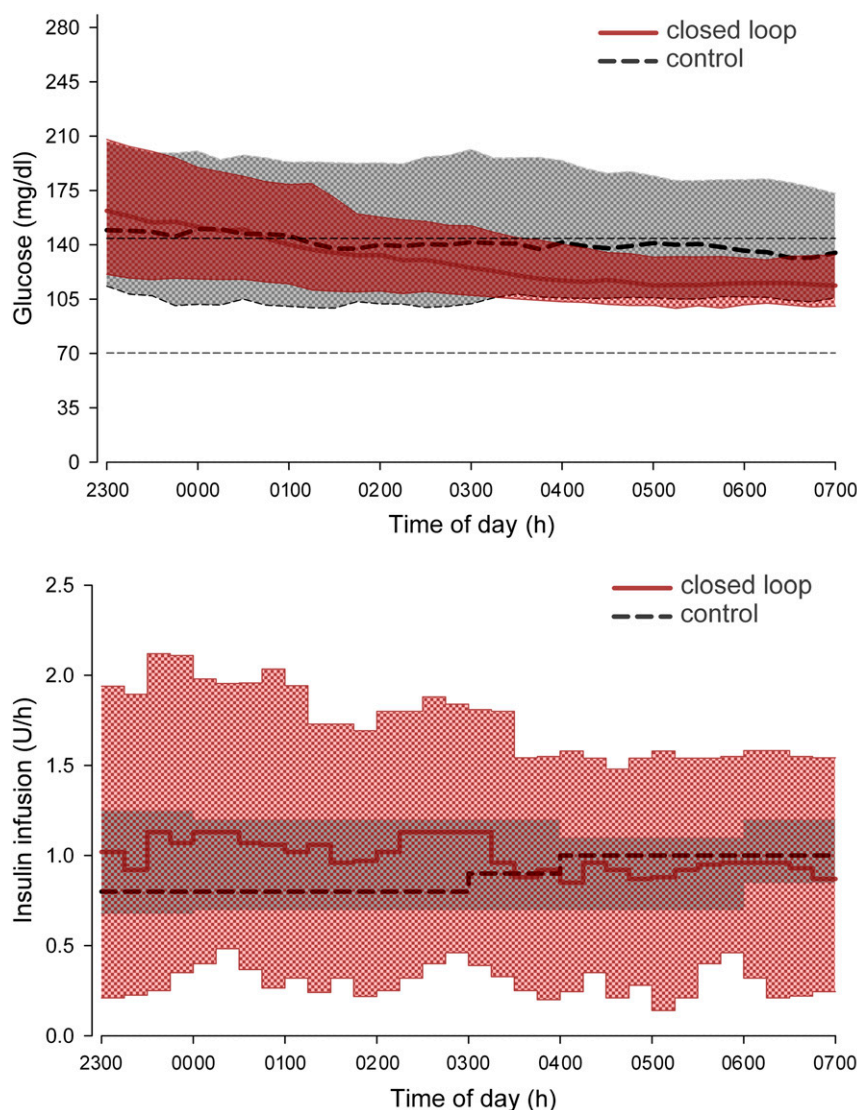 280
245
210
175
140
105
70
35
0
Glucose (mg/dl)
closed loop
control
2300 0000 0100 0200 0300 0400 0500 0600 0700
Time of day (h)
2.5
2.0
1.5
1.0
0.5
0.0
Insulin infusion (U/h)
closed loop
control
2300 0000 0100 0200 0300 0400 0500 0600 0700
Time of day (h)